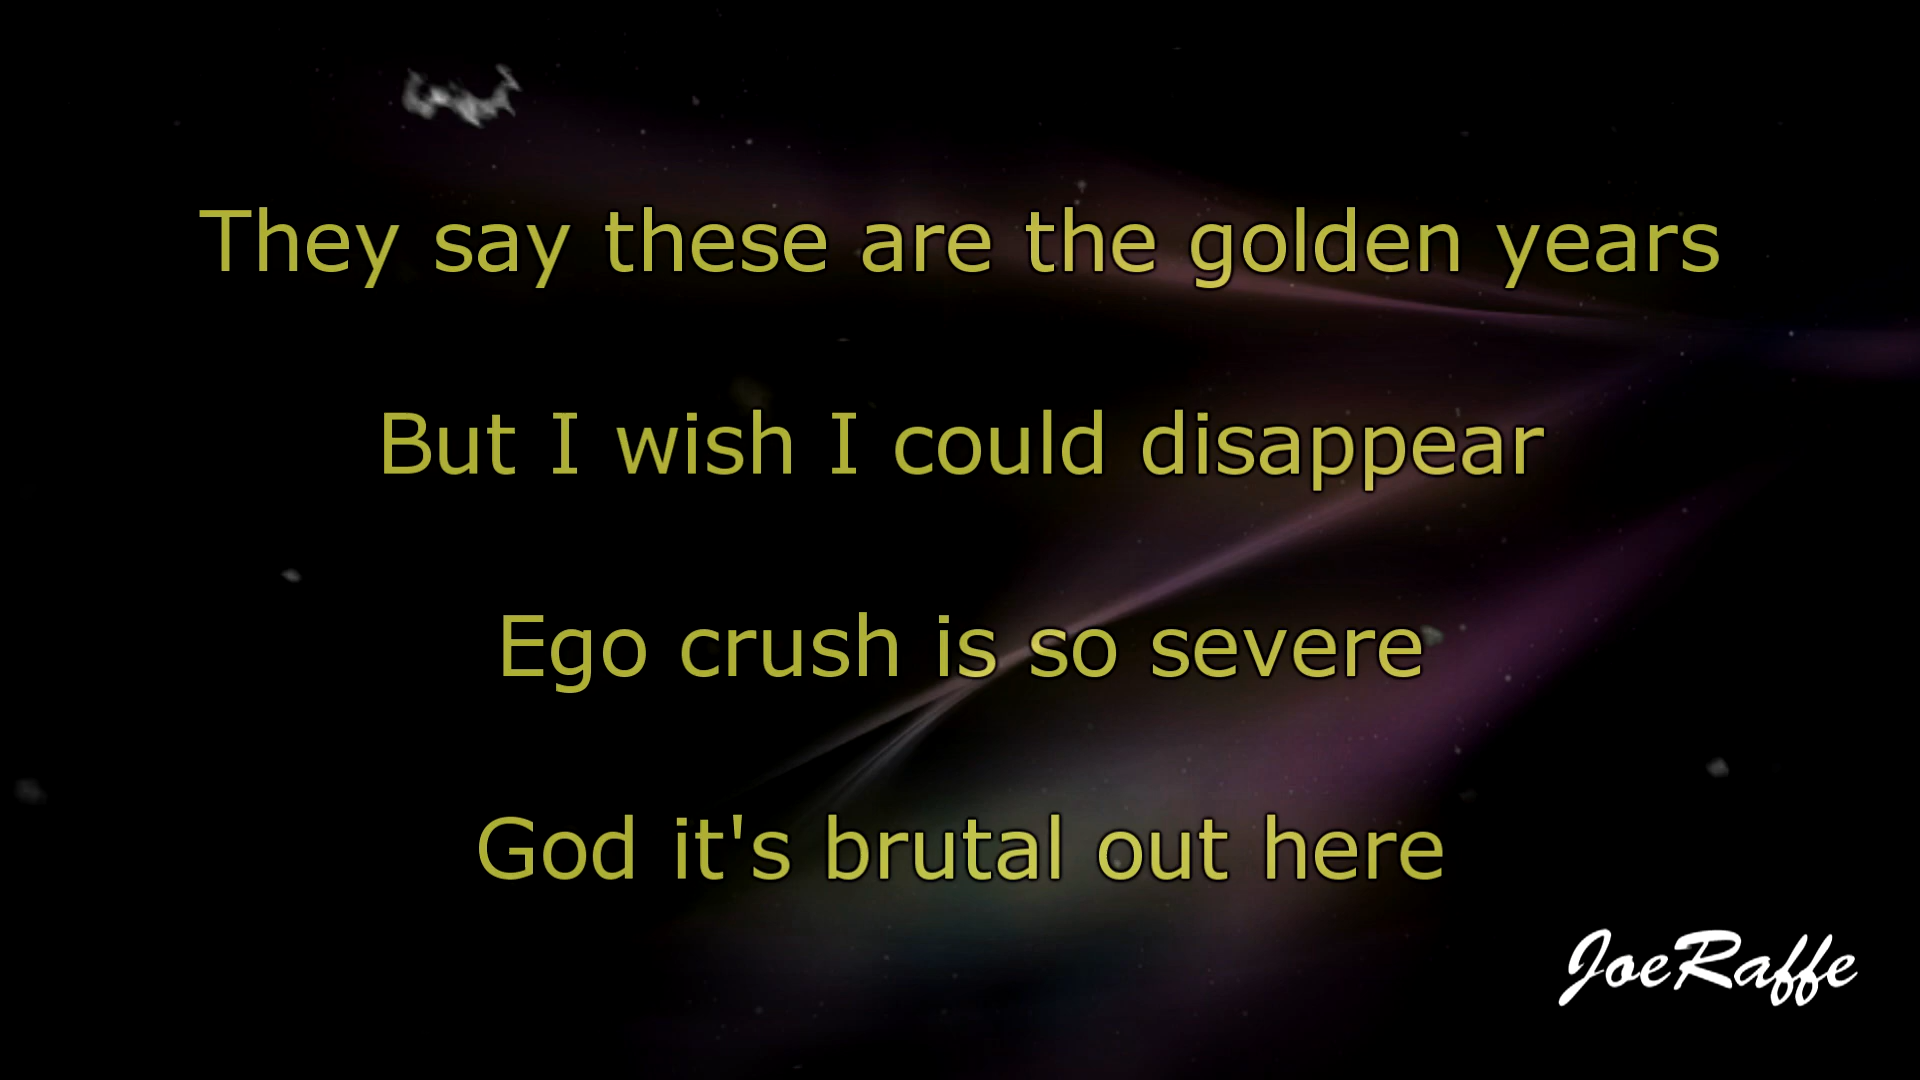 They say these are the golden years
But I wish I could disappear
Ego crush is so severe
God it's brutal out here
JoeRaffe